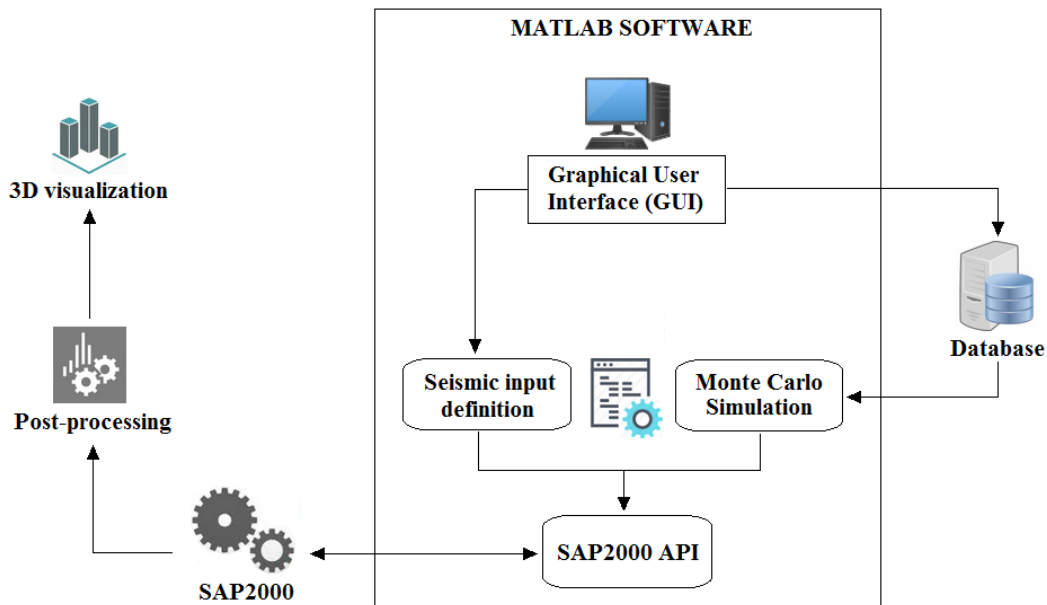 MATLAB SOFTWARE
Graphical User
Interface (GUI)
3D visualization
Database
Seismic input
definition
Monte Carlo
Simulation
Post-processing
SAP2000 API
SAP2000